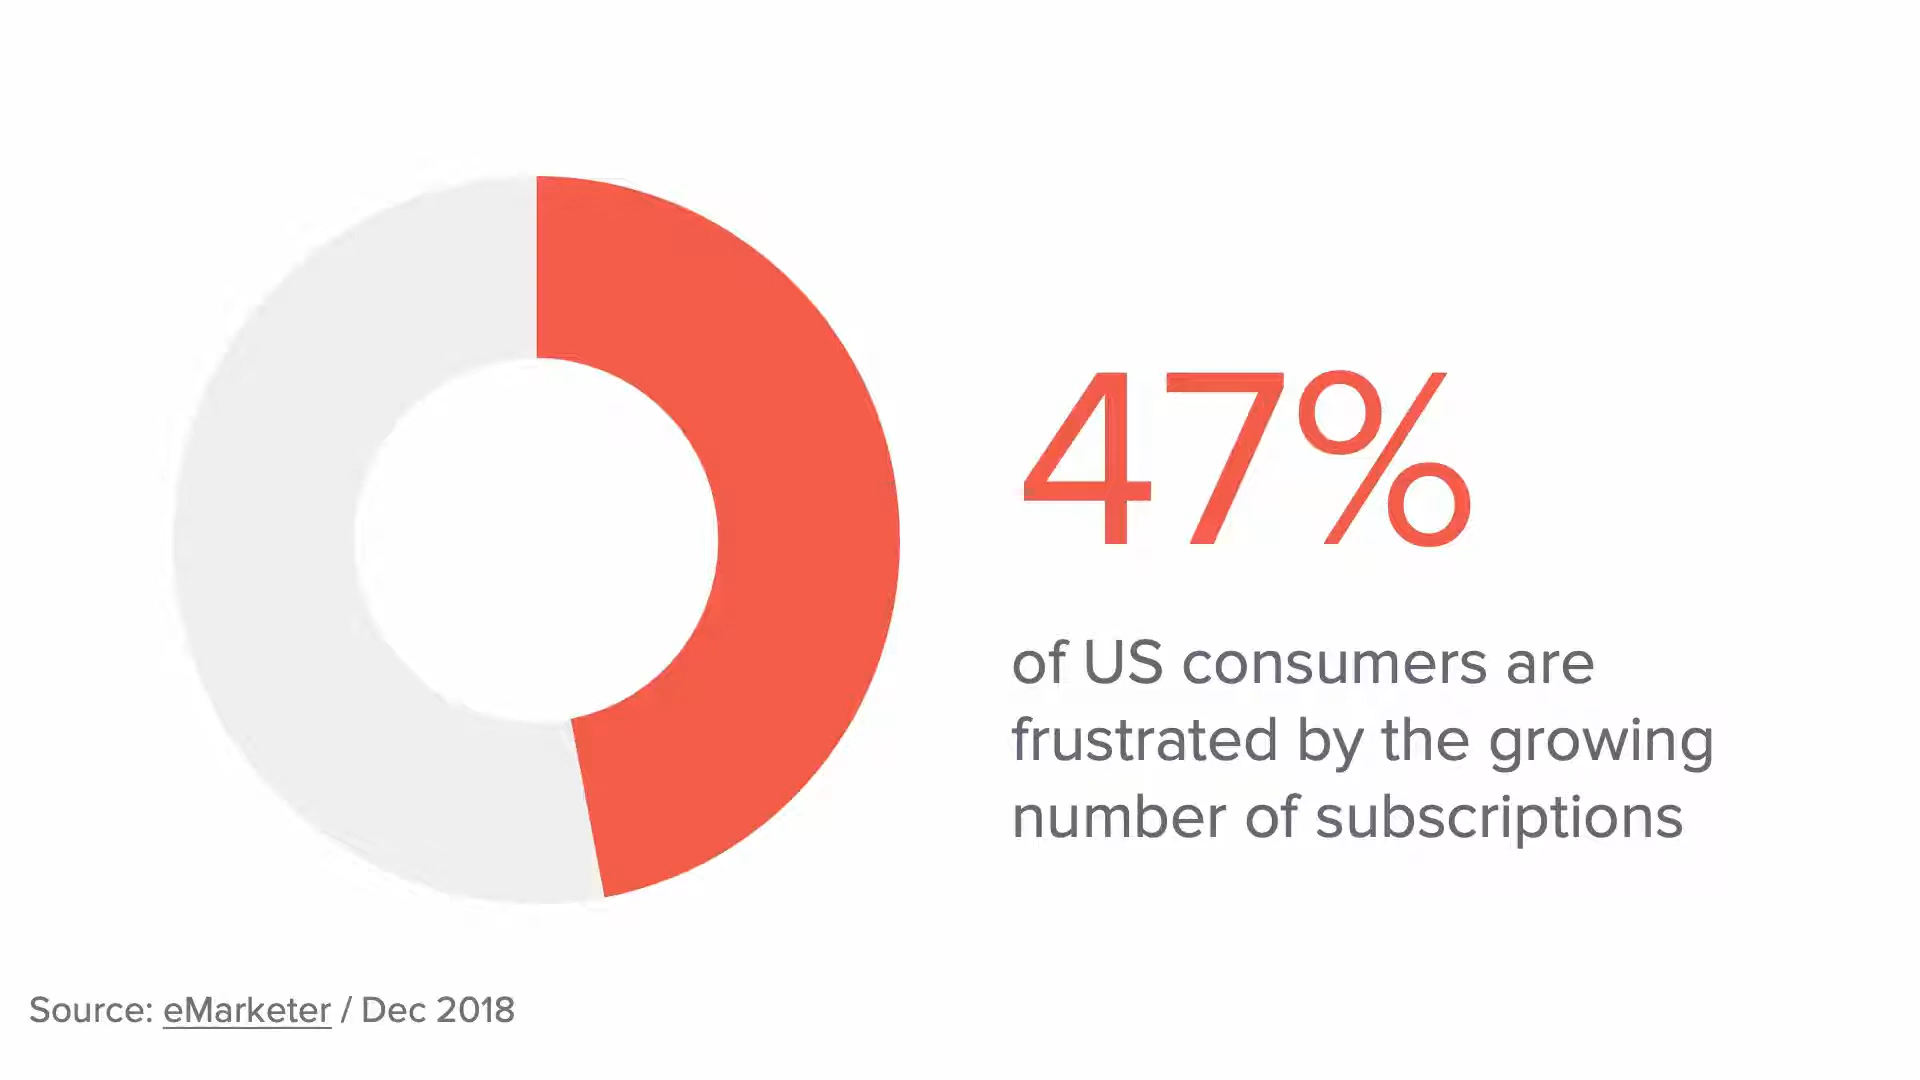 47%
of US consumers are
frustrated by the growing
number of subscriptions
Source: eMarketer / Dec 2018